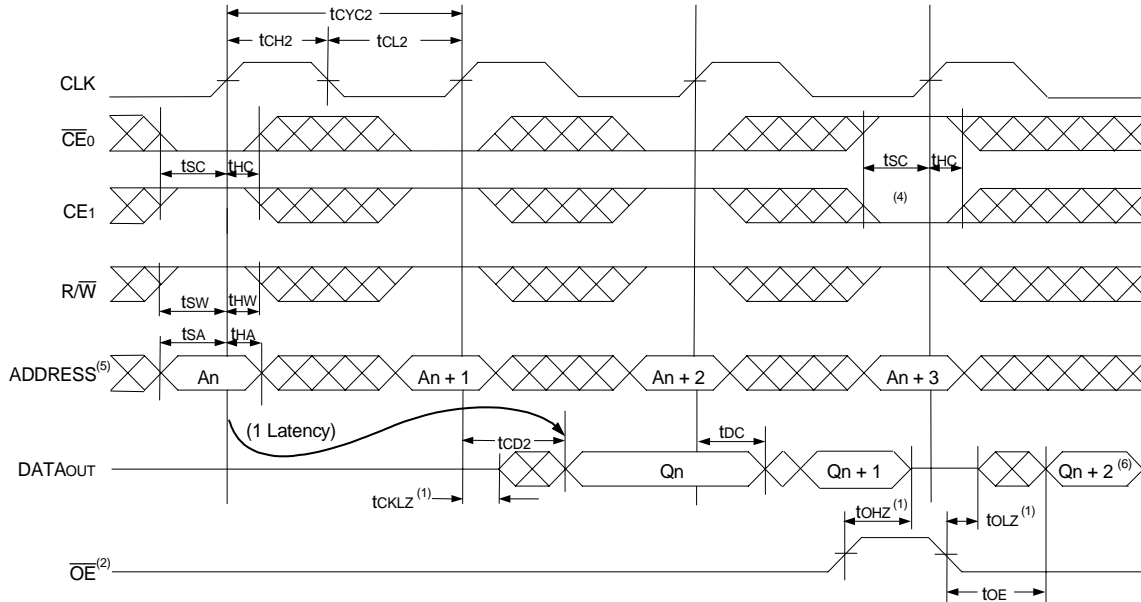 tCYC2
tCH2 tCL2
CLK
CE0
tSC tHC tSC tHC
CE1 (4)
R/W
tSW tHW
tSA tHA
ADDRESS(5) An An + 1 An + 2 An + 3
(1 Latency) tCD2 tDC
DATAOUT Qn Qn + 1 Qn + 2(6)
tCKLZ(1) tOHZ(1) tOLZ(1)
OE(2)
tOE